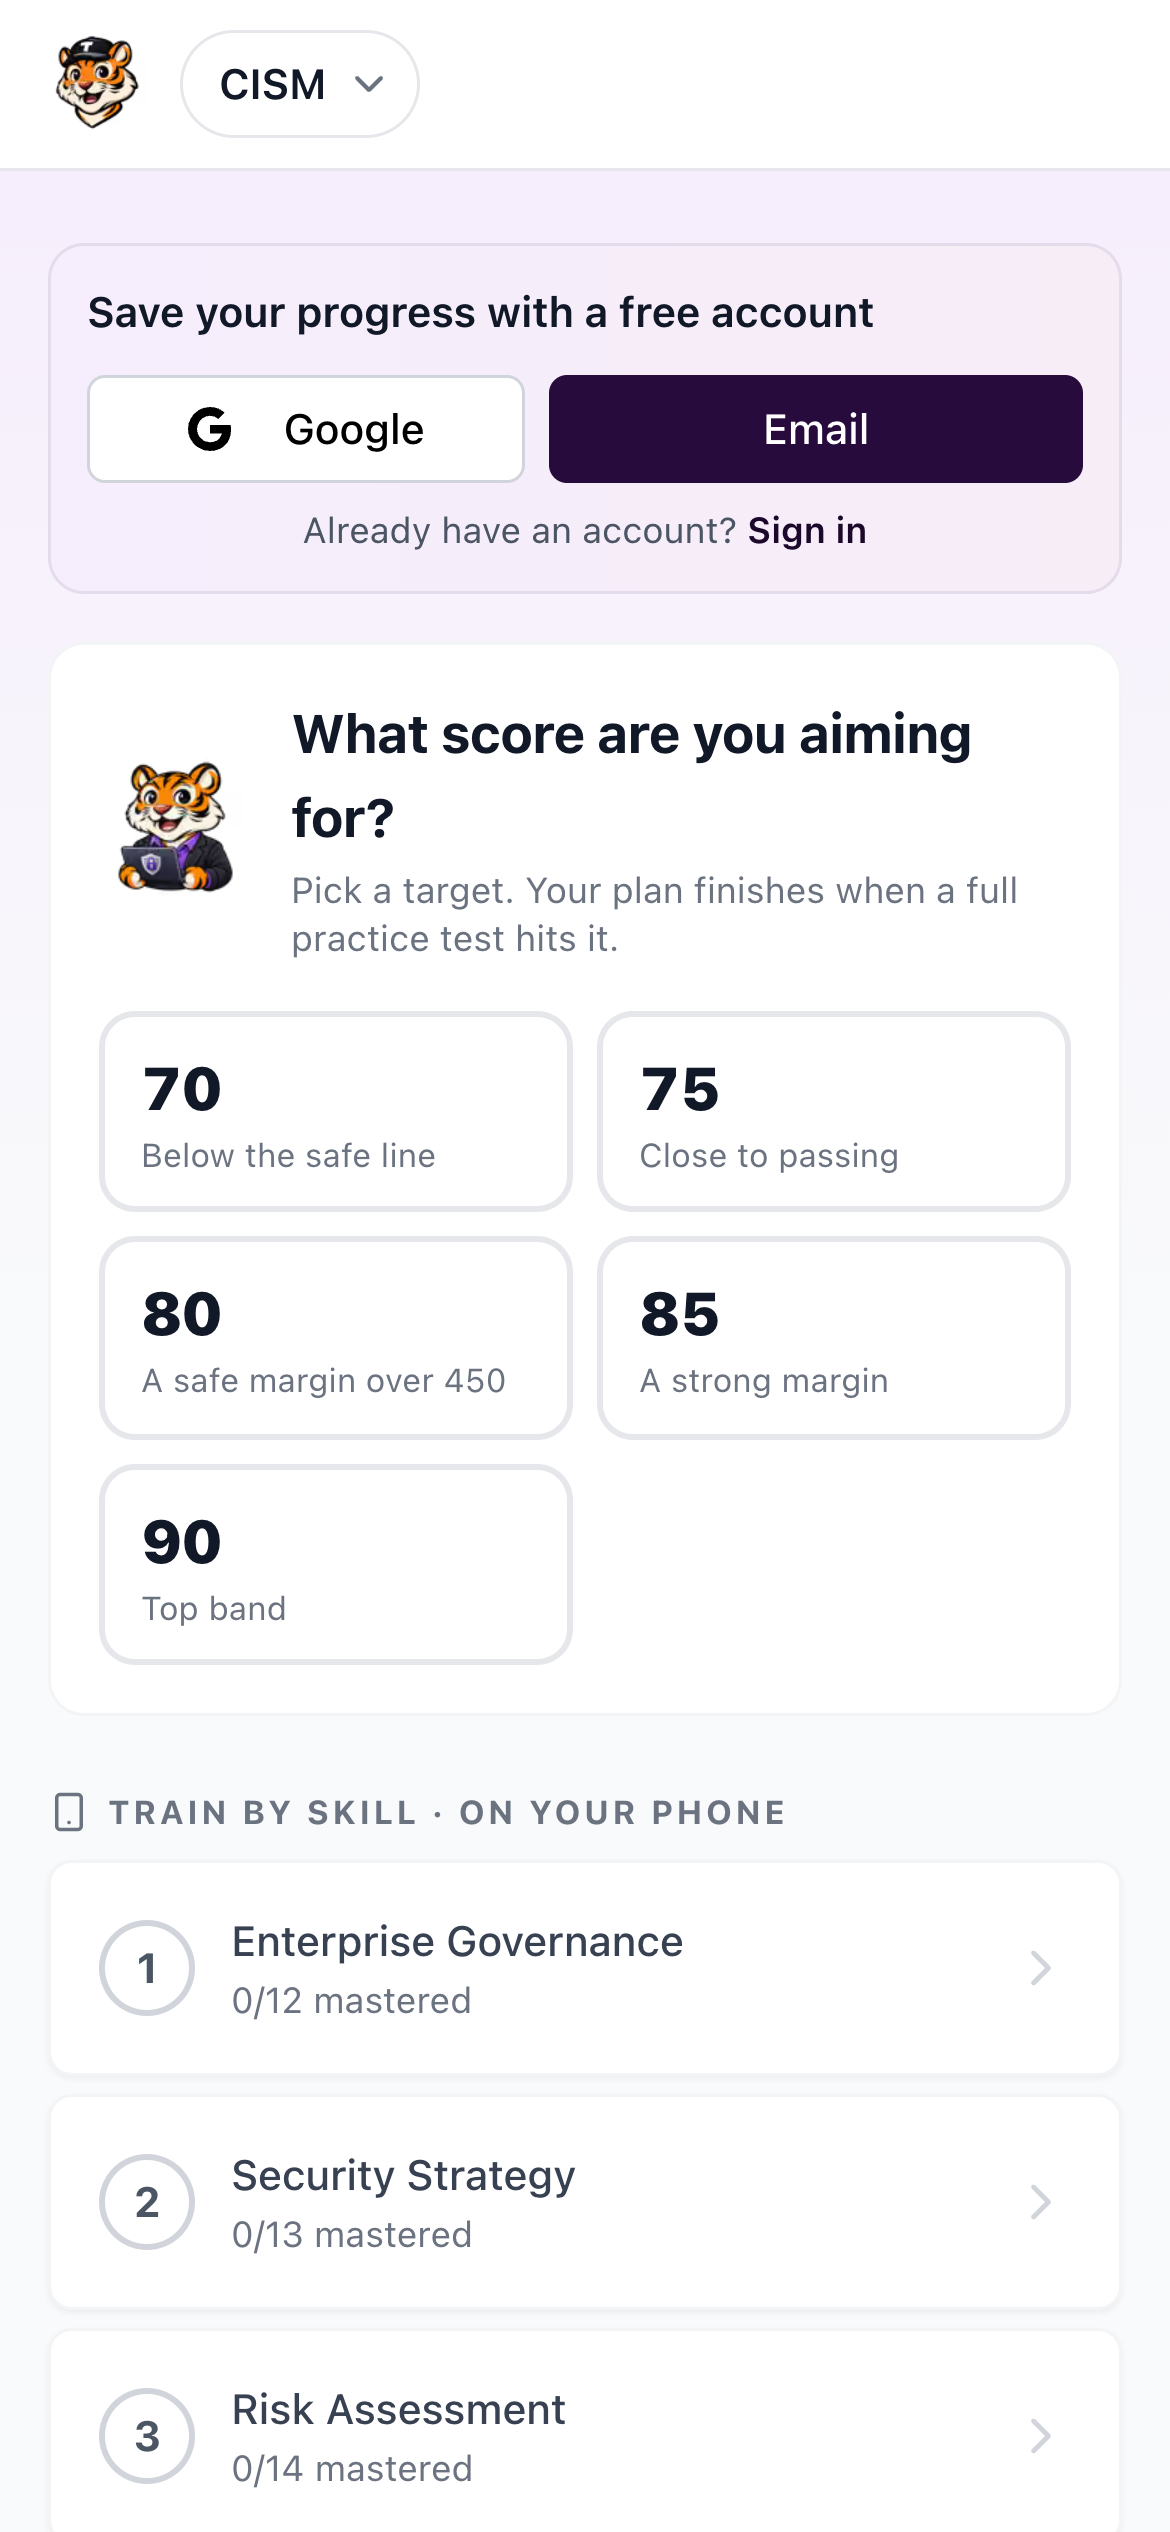 T
CISM
Save your progress with a free account
Google
Email
Already have an account? Sign in
What score are you aiming
for?
Pick a target. Your plan finishes when a full
practice test hits it.
70
Below the safe line
75
Close to passing
80
A safe margin over 450
85
A strong margin
90
Top band
TRAIN BY SKILL · ON YOUR PHONE
1
Enterprise Governance
0/12 mastered
2
Security Strategy
0/13 mastered
3
Risk Assessment
0/14 mastered